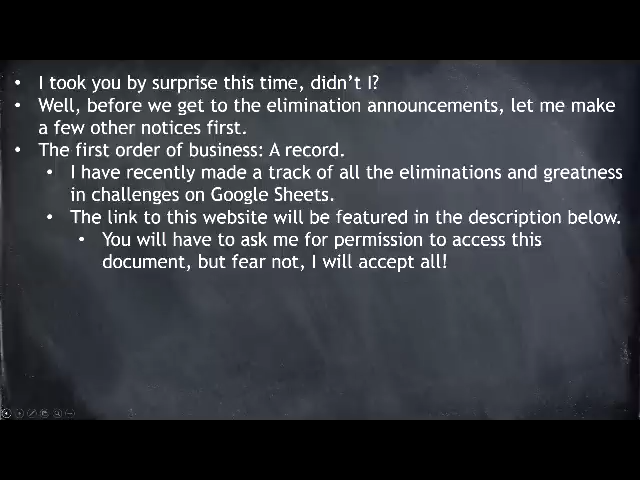 • I took you by surprise this time, didn't I?
• Well, before we get to the elimination announcements, let me make
a few other notices first.
• The first order of business: A record.
• I have recently made a track of all the eliminations and greatness
in challenges on Google Sheets.
• The link to this website will be featured in the description below.
• You will have to ask me for permission to access this
document, but fear not, I will accept all!